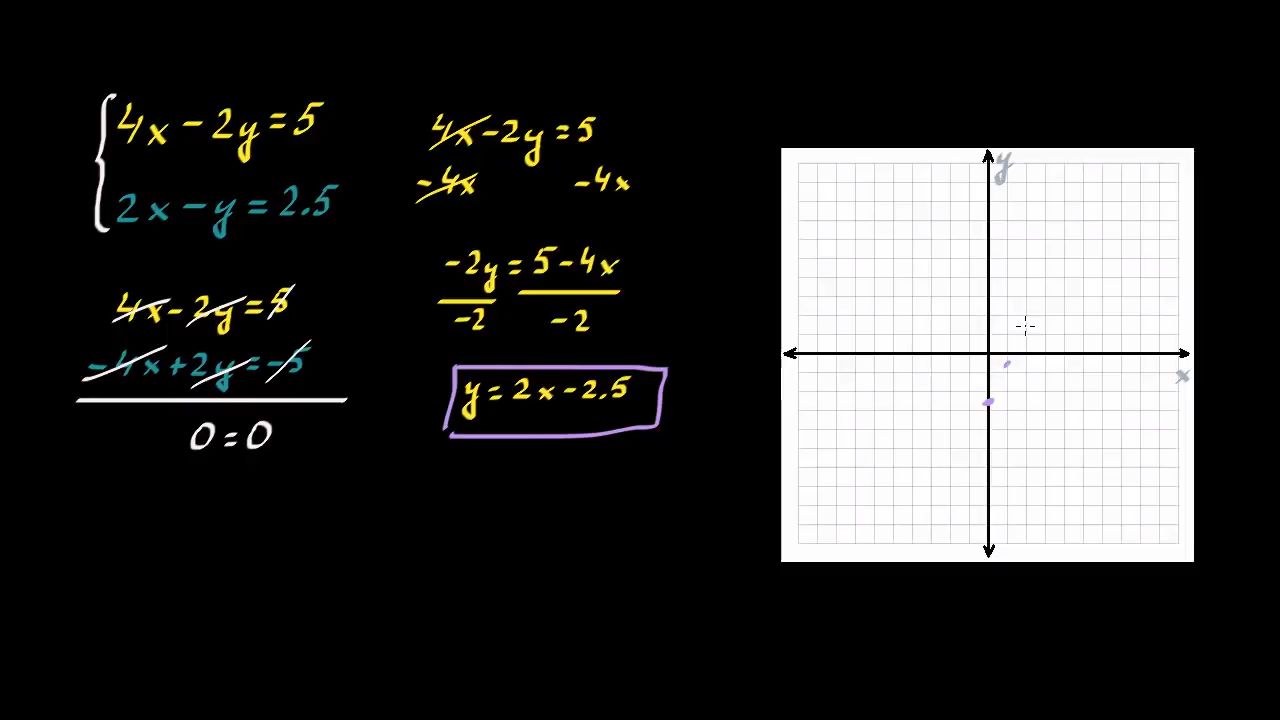 4x - 2y = 5
2x - y = 2.5
4x - 2y = 5
-4x + 2y = -5
0 = 0
4x - 2y = 5
-4x -4x
-2y = 5 - 4x
-2 -2
y = 2x - 2.5
y
x